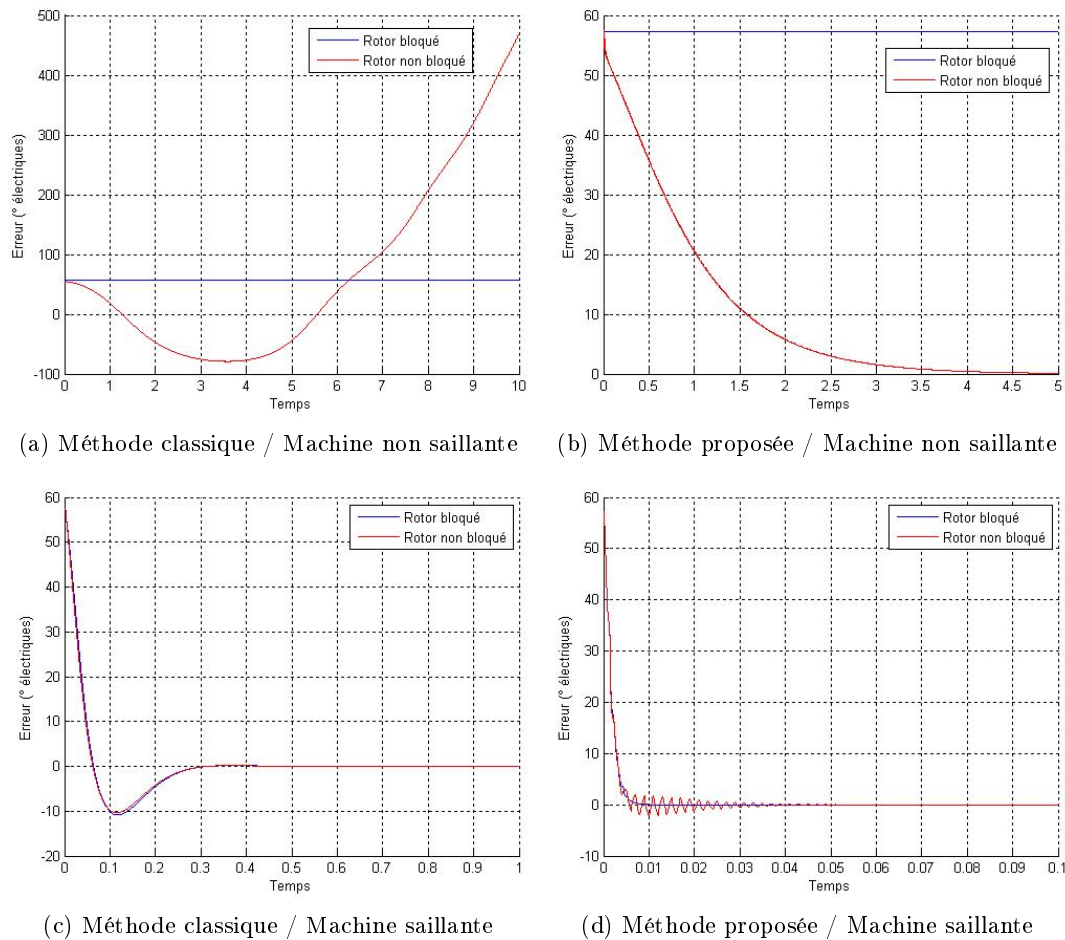 500
400
300
200
100
0
-100
Erreur (° électriques)
0 1 2 3 4 5 6 7 8 9 10
Temps
Rotor bloqué
Rotor non bloqué
(a) Méthode classique / Machine non saillante
60
50
40
30
20
10
0
Erreur (° électriques)
0 0.5 1 1.5 2 2.5 3 3.5 4 4.5 5
Temps
Rotor bloqué
Rotor non bloqué
(b) Méthode proposée / Machine non saillante
60
50
40
30
20
10
0
-10
-20
Erreur (° électriques)
0 0.1 0.2 0.3 0.4 0.5 0.6 0.7 0.8 0.9 1
Temps
Rotor bloqué
Rotor non bloqué
(c) Méthode classique / Machine saillante
60
50
40
30
20
10
0
-10
Erreur (° électriques)
0 0.01 0.02 0.03 0.04 0.05 0.06 0.07 0.08 0.09 0.1
Temps
Rotor bloqué
Rotor non bloqué
(d) Méthode proposée / Machine saillante